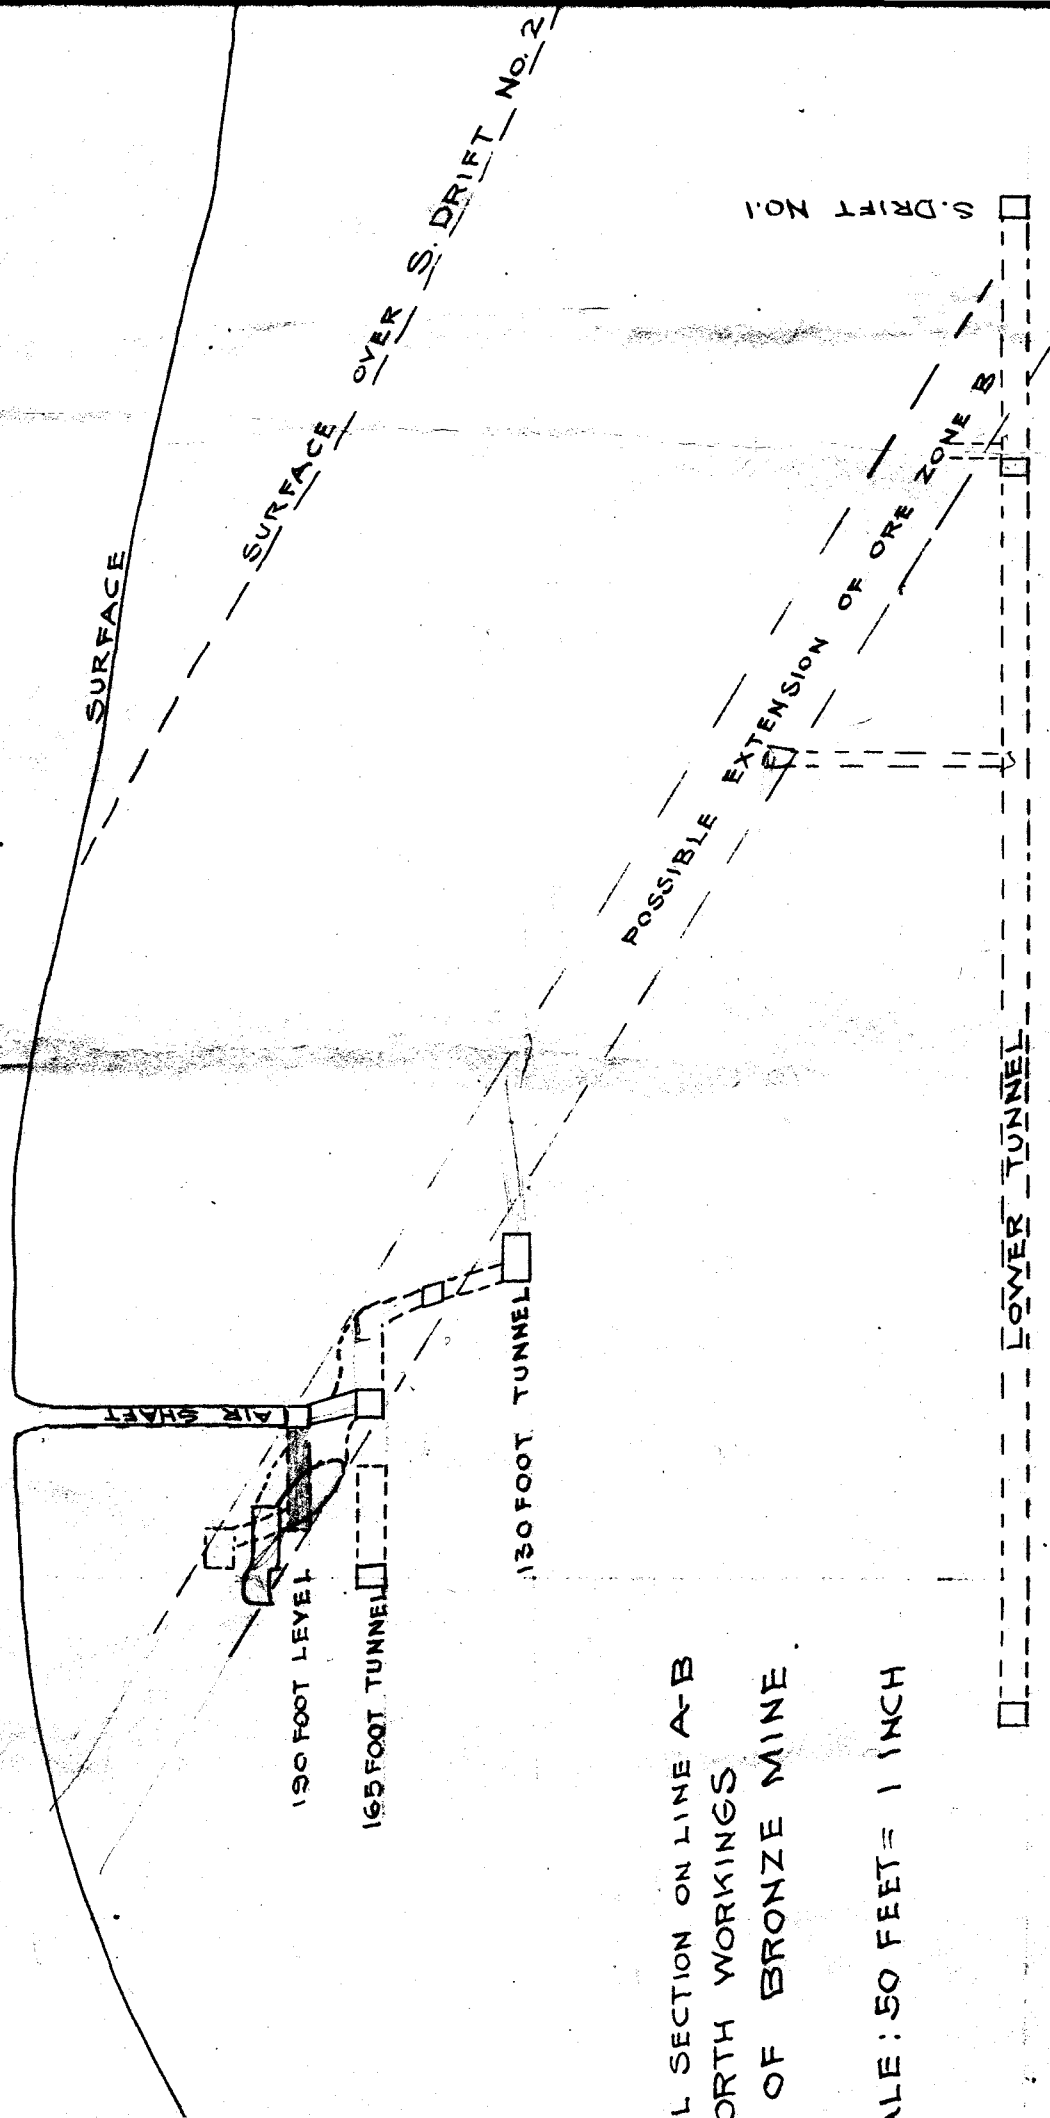 SURFACE
SURFACE OVER S. DRIFT No. 2
S. DRIFT NO. 1
POSSIBLE EXTENSION OF ORE ZONE B
AIR SHAFT
190 FOOT LEVEL
165 FOOT TUNNEL
130 FOOT TUNNEL
LOWER TUNNEL
L SECTION ON LINE A-B
ORTH WORKINGS
OF BRONZE MINE
ALE: 50 FEET = 1 INCH